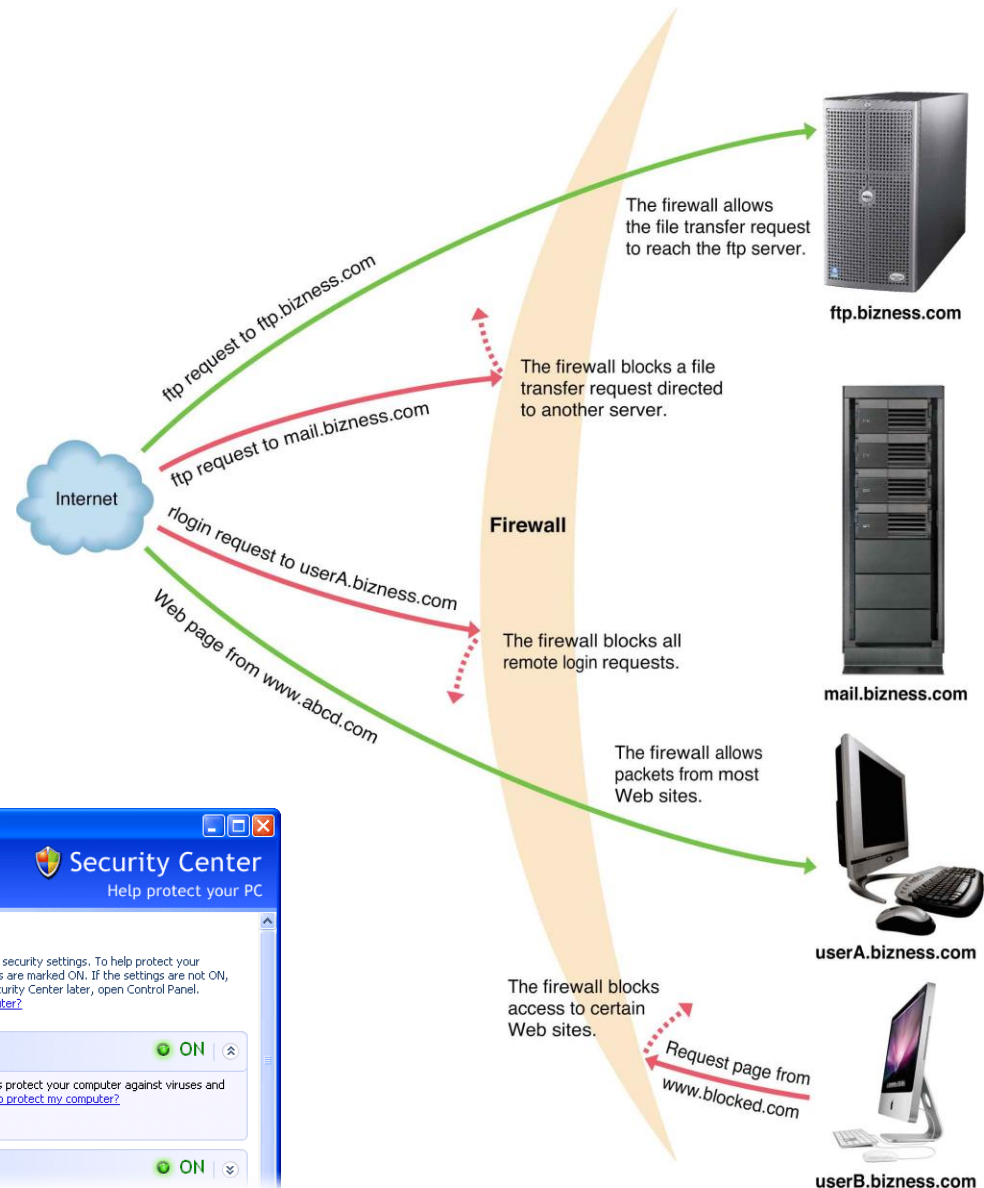 The firewall allows
the file transfer request
to reach the ftp server.
ftp.bizness.com
ftp request to ftp.bizness.com
The firewall blocks a file
transfer request directed
to another server.
ftp request to mail.bizness.com
Internet
Firewall
rlogin request to userA.bizness.com
The firewall blocks all
remote login requests.
mail.bizness.com
Web page from www.abcd.com
The firewall allows
packets from most
Web sites.
userA.bizness.com
The firewall blocks
access to certain
Web sites.
Request page from
www.blocked.com
userB.bizness.com
Security Center
Help protect your PC
security settings. To help protect your
are marked ON. If the settings are not ON,
Center later, open Control Panel.
ON
protect your computer against viruses and
protect my computer?
ON